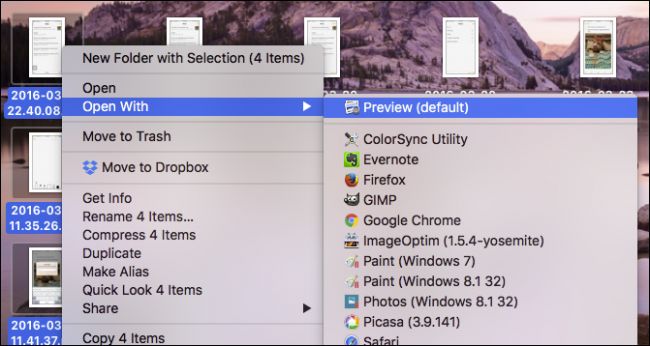 New Folder with Selection (4 Items)
Open
Open With
Move to Trash
Move to Dropbox
Get Info
Rename 4 Items...
Compress 4 Items
Duplicate
Make Alias
Quick Look 4 Items
Share
Copy 4 Items
Preview (default)
ColorSync Utility
Evernote
Firefox
GIMP
Google Chrome
ImageOptim (1.5.4-yosemite)
Paint (Windows 7)
Paint (Windows 8.1 32)
Photos (Windows 8.1 32)
Picasa (3.9.141)
Safari
2016-03
22.40.08
2016-03
11.35.26
2016-03
11.41.37